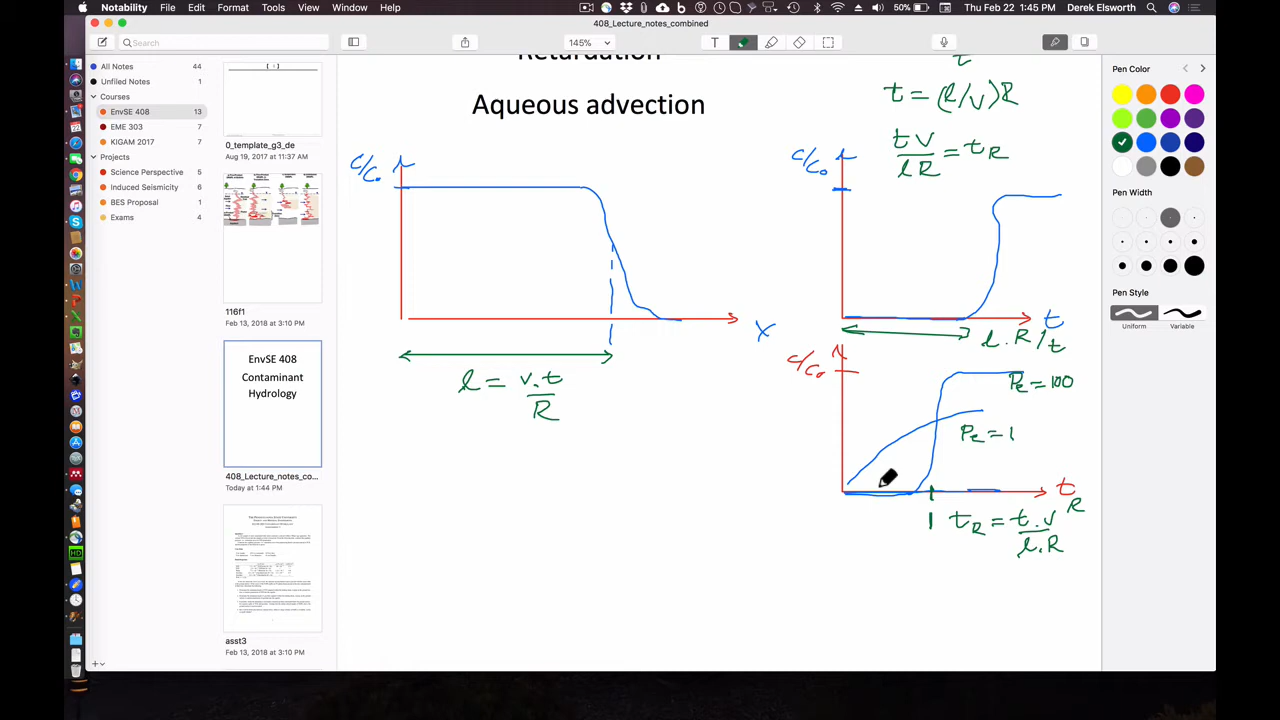 Notability File Edit Format Tools View Window Help 50% Thu Feb 22 1:45 PM Derek Elsworth
408_Lecture_notes_combined
Search
145%
T
All Notes 44
Unfiled Notes 1
Courses
EnvSE 408 13
EME 303 7
KIGAM 2017 7
Projects
Science Perspective 5
Induced Seismicity 6
BES Proposal 2
Exams 4
0_template_g3_de
Aug 19, 2017 at 11:37 AM
116f1
Feb 13, 2018 at 3:10 PM
EnvSE 408
Contaminant
Hydrology
408_Lecture_notes_co...
Today at 1:44 PM
asst3
Feb 13, 2018 at 3:10 PM
Retardation
Aqueous advection
C/C₀
x
l = v.t/R
t
t = (l/v)R
tv/lR = tR
C/C₀
t
l.R/t
C/C₀
Pe = 100
Pe = 1
tR
1
tR = t.v/l.R
Pen Color
Pen Width
Pen Style
Uniform
Variable